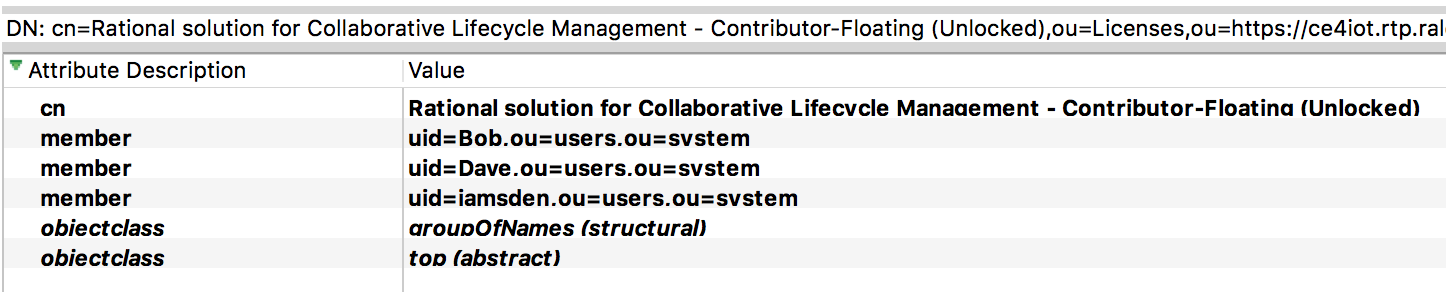 DN: cn=Rational solution for Collaborative Lifecycle Management - Contributor-Floating (Unlocked),ou=Licenses,ou=https://ce4iot.rtp.ral
Attribute Description Value
cn Rational solution for Collaborative Lifecycle Management - Contributor-Floating (Unlocked)
member uid=Bob,ou=users,ou=system
member uid=Dave,ou=users,ou=system
member uid=jamsden,ou=users,ou=system
objectclass groupOfNames (structural)
objectclass top (abstract)